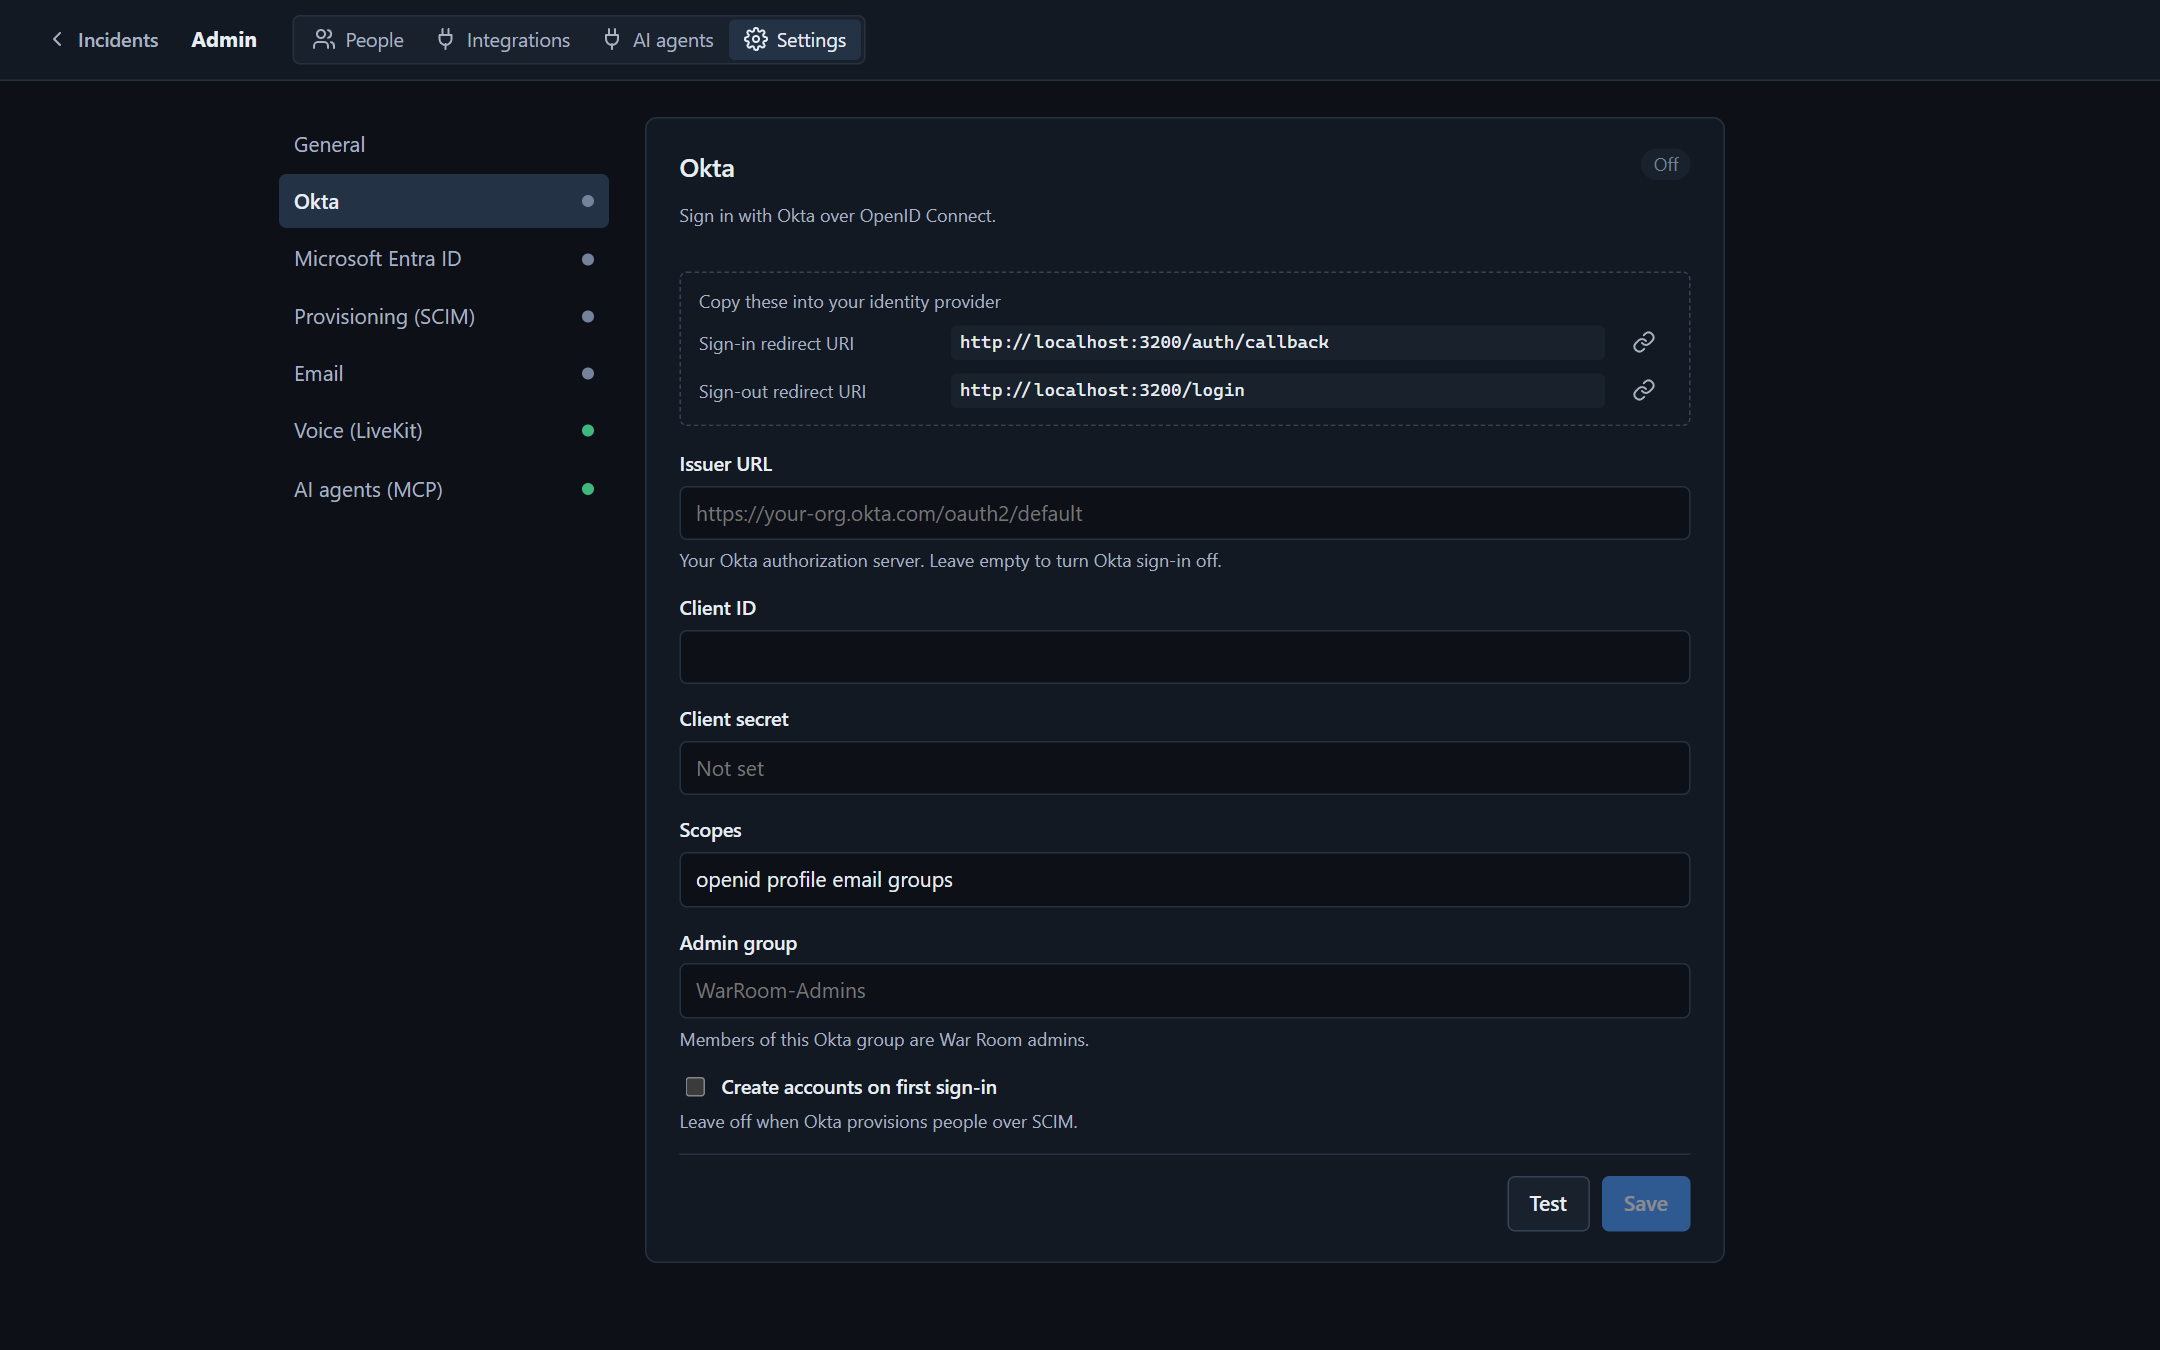 Incidents
Admin
People
Integrations
AI agents
Settings
General
Okta
Microsoft Entra ID
Provisioning (SCIM)
Email
Voice (LiveKit)
AI agents (MCP)
Okta
Off
Sign in with Okta over OpenID Connect.
Copy these into your identity provider
Sign-in redirect URI
http://localhost:3200/auth/callback
Sign-out redirect URI
http://localhost:3200/login
Issuer URL
https://your-org.okta.com/oauth2/default
Your Okta authorization server. Leave empty to turn Okta sign-in off.
Client ID
Client secret
Not set
Scopes
openid profile email groups
Admin group
WarRoom-Admins
Members of this Okta group are War Room admins.
Create accounts on first sign-in
Leave off when Okta provisions people over SCIM.
Test
Save